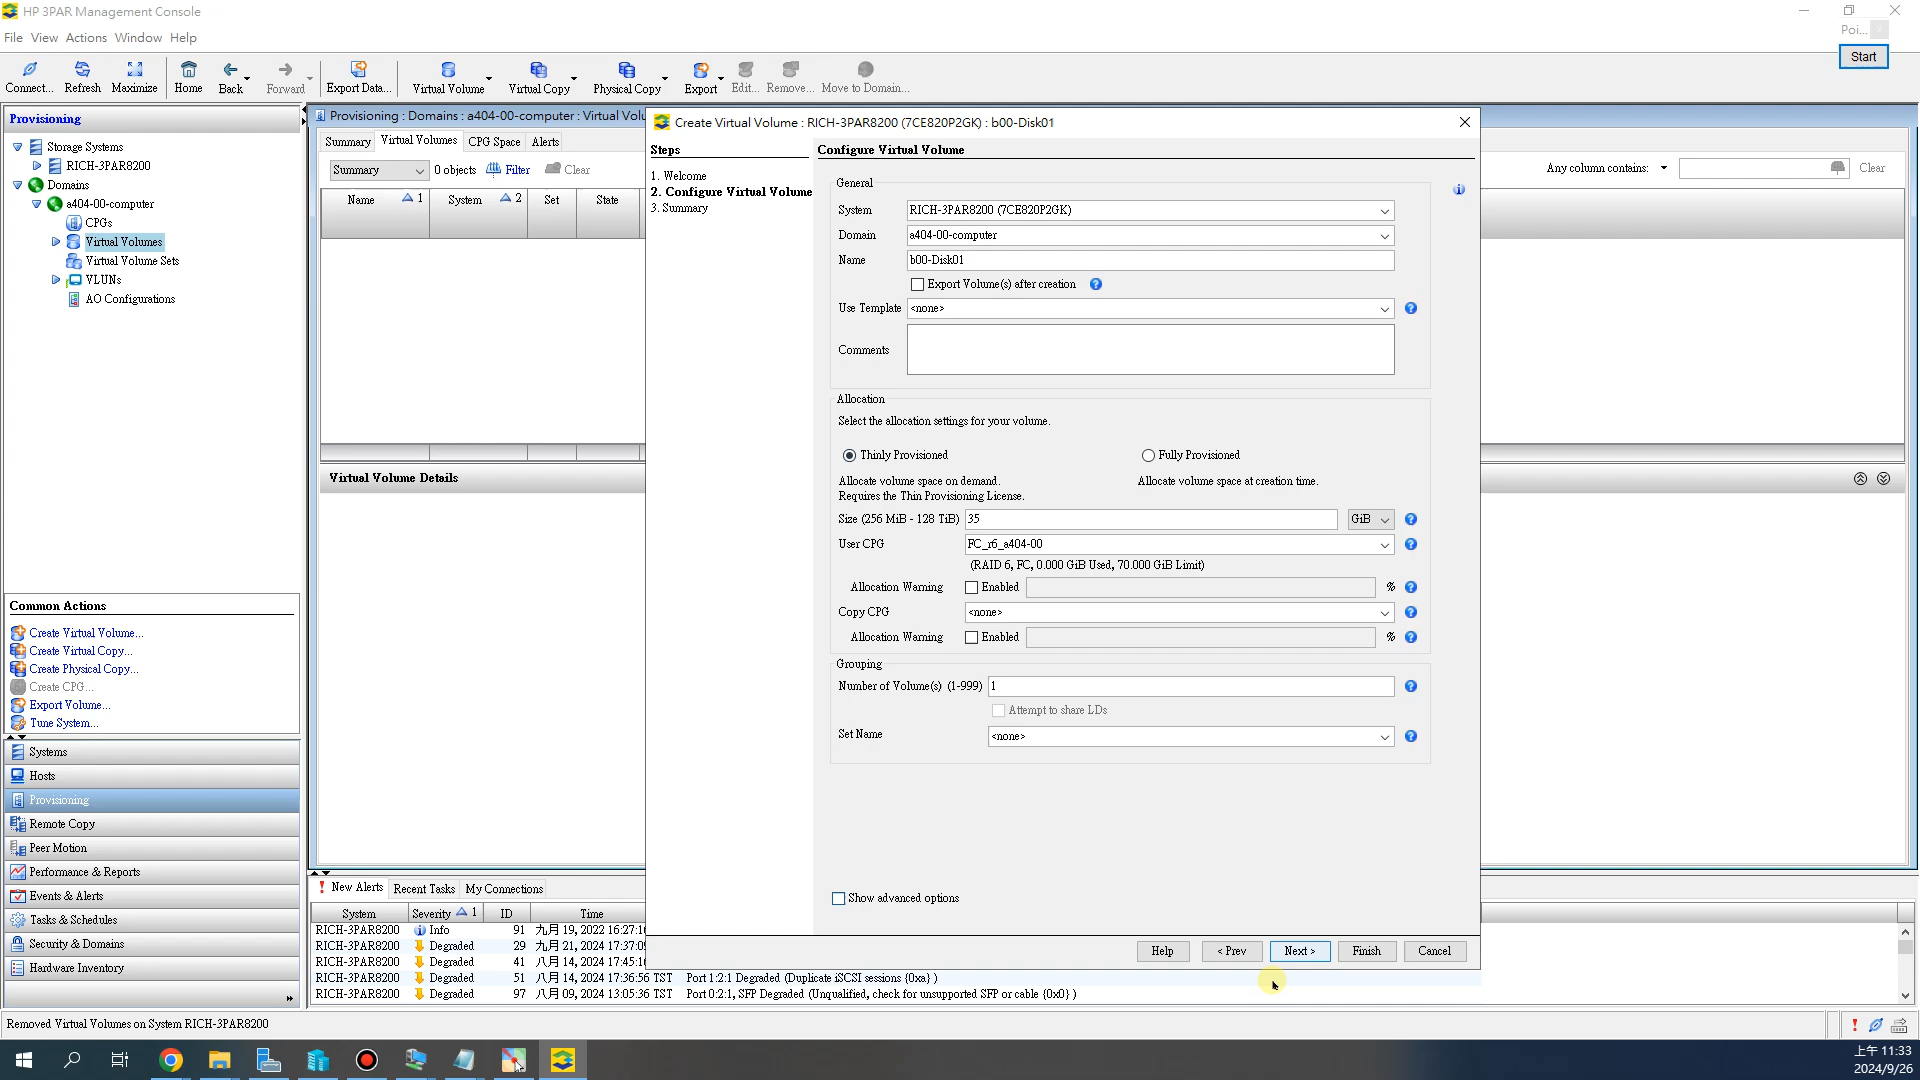 HP 3PAR Management Console
File View Actions Window Help
Poi...
Start
Connect... Refresh Maximize Home Back Forward Export Data... Virtual Volume Virtual Copy Physical Copy Export Edit... Remove... Move to Domain...
Provisioning
Storage Systems
RICH-3PAR8200
Domains
a404-00-computer
CPGs
Virtual Volumes
Virtual Volume Sets
VLUNs
AO Configurations
Common Actions
Create Virtual Volume...
Create Virtual Copy...
Create Physical Copy...
Create CPG...
Export Volume...
Tune System...
Systems
Hosts
Provisioning
Remote Copy
Peer Motion
Performance & Reports
Events & Alerts
Tasks & Schedules
Security & Domains
Hardware Inventory
Provisioning : Domains : a404-00-computer : Virtual Volu
Summary Virtual Volumes CPG Space Alerts
Summary 0 objects Filter Clear
Any column contains: Clear
Name 1 System 2 Set State
Virtual Volume Details
Create Virtual Volume : RICH-3PAR8200 (7CE820P2GK) : b00-Disk01
Steps
1. Welcome
2. Configure Virtual Volume
3. Summary
Configure Virtual Volume
General
System RICH-3PAR8200 (7CE820P2GK)
Domain a404-00-computer
Name b00-Disk01
Export Volume(s) after creation
Use Template <none>
Comments
Allocation
Select the allocation settings for your volume.
Thinly Provisioned Fully Provisioned
Allocate volume space on demand. Allocate volume space at creation time.
Requires the Thin Provisioning License.
Size (256 MiB - 128 TiB) 35 GiB
User CPG FC_r6_a404-00
(RAID 6, FC, 0.000 GiB Used, 70.000 GiB Limit)
Allocation Warning Enabled %
Copy CPG <none>
Allocation Warning Enabled %
Grouping
Number of Volume(s) (1-999) 1
Attempt to share LDs
Set Name <none>
Show advanced options
Help < Prev Next > Finish Cancel
New Alerts Recent Tasks My Connections
System Severity 1 ID Time
RICH-3PAR8200 Info 91 九月 19, 2022 16:27:1
RICH-3PAR8200 Degraded 29 九月 21, 2024 17:37:0
RICH-3PAR8200 Degraded 41 八月 14, 2024 17:45:1
RICH-3PAR8200 Degraded 51 八月 14, 2024 17:36:56 TST Port 1:2:1 Degraded (Duplicate iSCSI sessions {0xa} )
RICH-3PAR8200 Degraded 97 八月 09, 2024 13:05:36 TST Port 0:2:1, SFP Degraded (Unqualified, check for unsupported SFP or cable {0x0} )
Removed Virtual Volumes on System RICH-3PAR8200
上午 11:33
2024/9/26